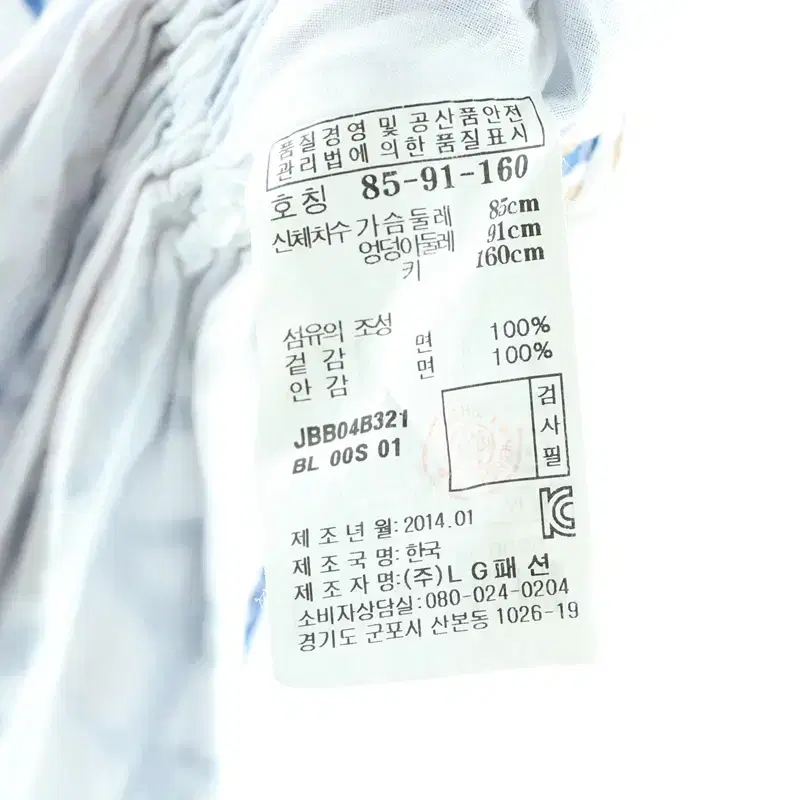 품질경영 및 공산품안전
관리법에 의한 품질표시
호칭 85-91-160
신체치수 가슴둘레 85cm
엉덩이둘레 91cm
키 160cm
섬유의 조성
겉감 면 100%
안감 면 100%
JBB04B321
BL 00S 01
검사필
제조년월: 2014.01
제조국명: 한국
제조자명:(주)LG패션
소비자상담실: 080-024-0204
경기도 군포시 산본동 1026-19